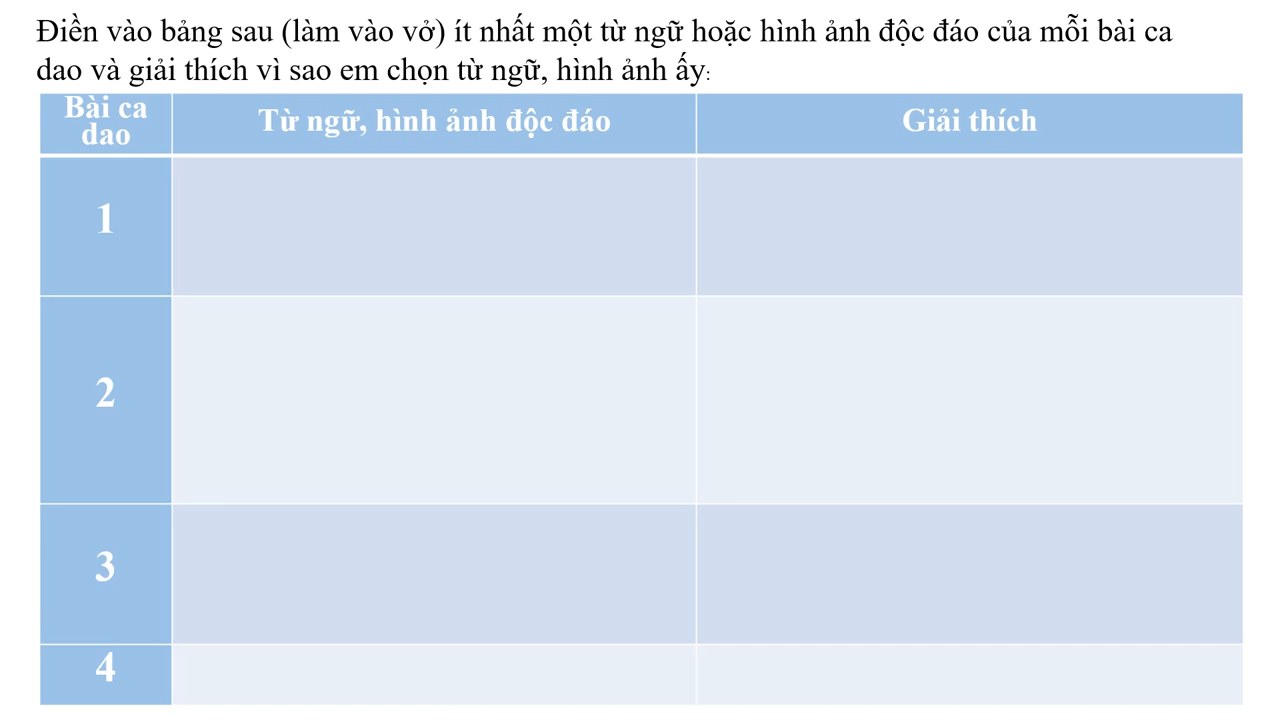 Điền vào bảng sau (làm vào vở) ít nhất một từ ngữ hoặc hình ảnh độc đáo của mỗi bài ca
dao và giải thích vì sao em chọn từ ngữ, hình ảnh ấy:
Bài ca
dao
Từ ngữ, hình ảnh độc đáo
Giải thích
1
2
3
4